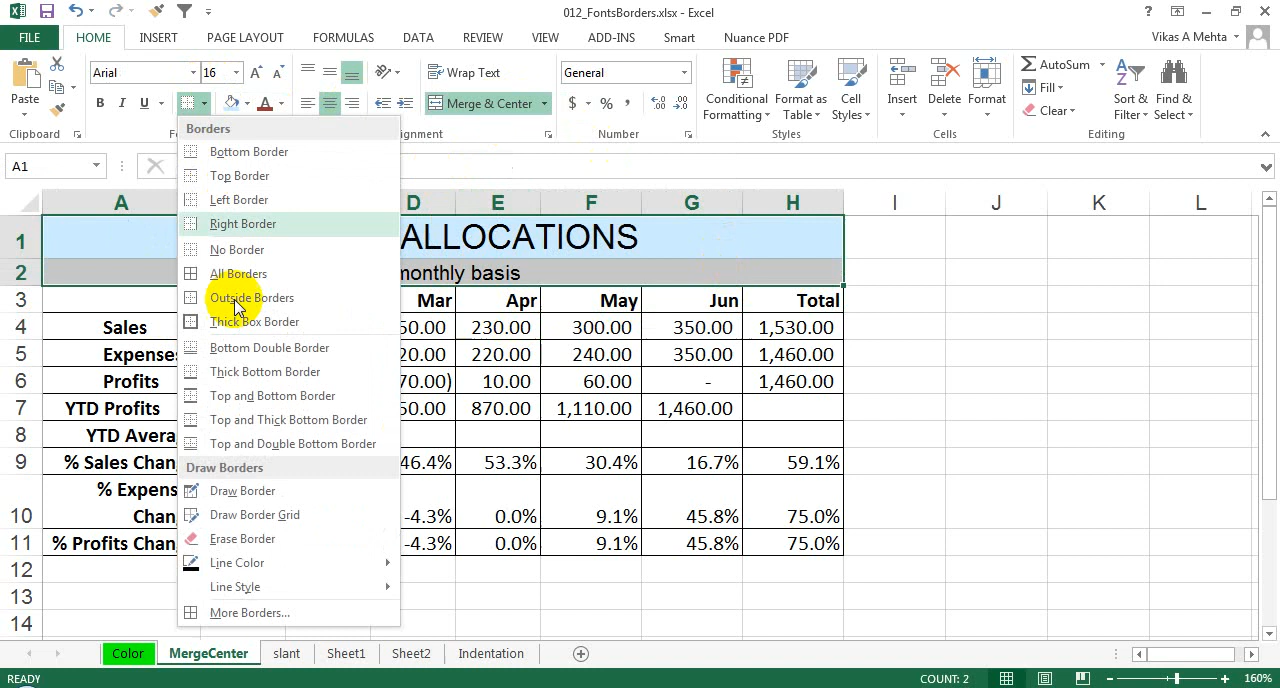 012_FontsBorders.xlsx - Excel
FILE HOME INSERT PAGE LAYOUT FORMULAS DATA REVIEW VIEW ADD-INS Smart Nuance PDF Vikas A Mehta
Paste
Clipboard
Arial 16
B I U
Wrap Text
Merge & Center
General
$ % ,
Number
Conditional Formatting
Format as Table
Cell Styles
Styles
Insert Delete Format
Cells
AutoSum
Fill
Clear
Sort & Filter
Find & Select
Editing
A1
Borders
Bottom Border
Top Border
Left Border
Right Border
No Border
All Borders
Outside Borders
Thick Box Border
Bottom Double Border
Thick Bottom Border
Top and Bottom Border
Top and Thick Bottom Border
Top and Double Bottom Border
Draw Borders
Draw Border
Draw Border Grid
Erase Border
Line Color
Line Style
More Borders...
A D E F G H I J K L
1 ALLOCATIONS
2 monthly basis
3 Mar Apr May Jun Total
4 Sales 50.00 230.00 300.00 350.00 1,530.00
5 Expenses 20.00 220.00 240.00 350.00 1,460.00
6 Profits 70.00) 10.00 60.00 - 1,460.00
7 YTD Profits 50.00 870.00 1,110.00 1,460.00
8 YTD Avera
9 % Sales Chan 46.4% 53.3% 30.4% 16.7% 59.1%
% Expen
10 Chan -4.3% 0.0% 9.1% 45.8% 75.0%
11 % Profits Chan -4.3% 0.0% 9.1% 45.8% 75.0%
12
13
14
Color MergeCenter slant Sheet1 Sheet2 Indentation
READY COUNT: 2 160%